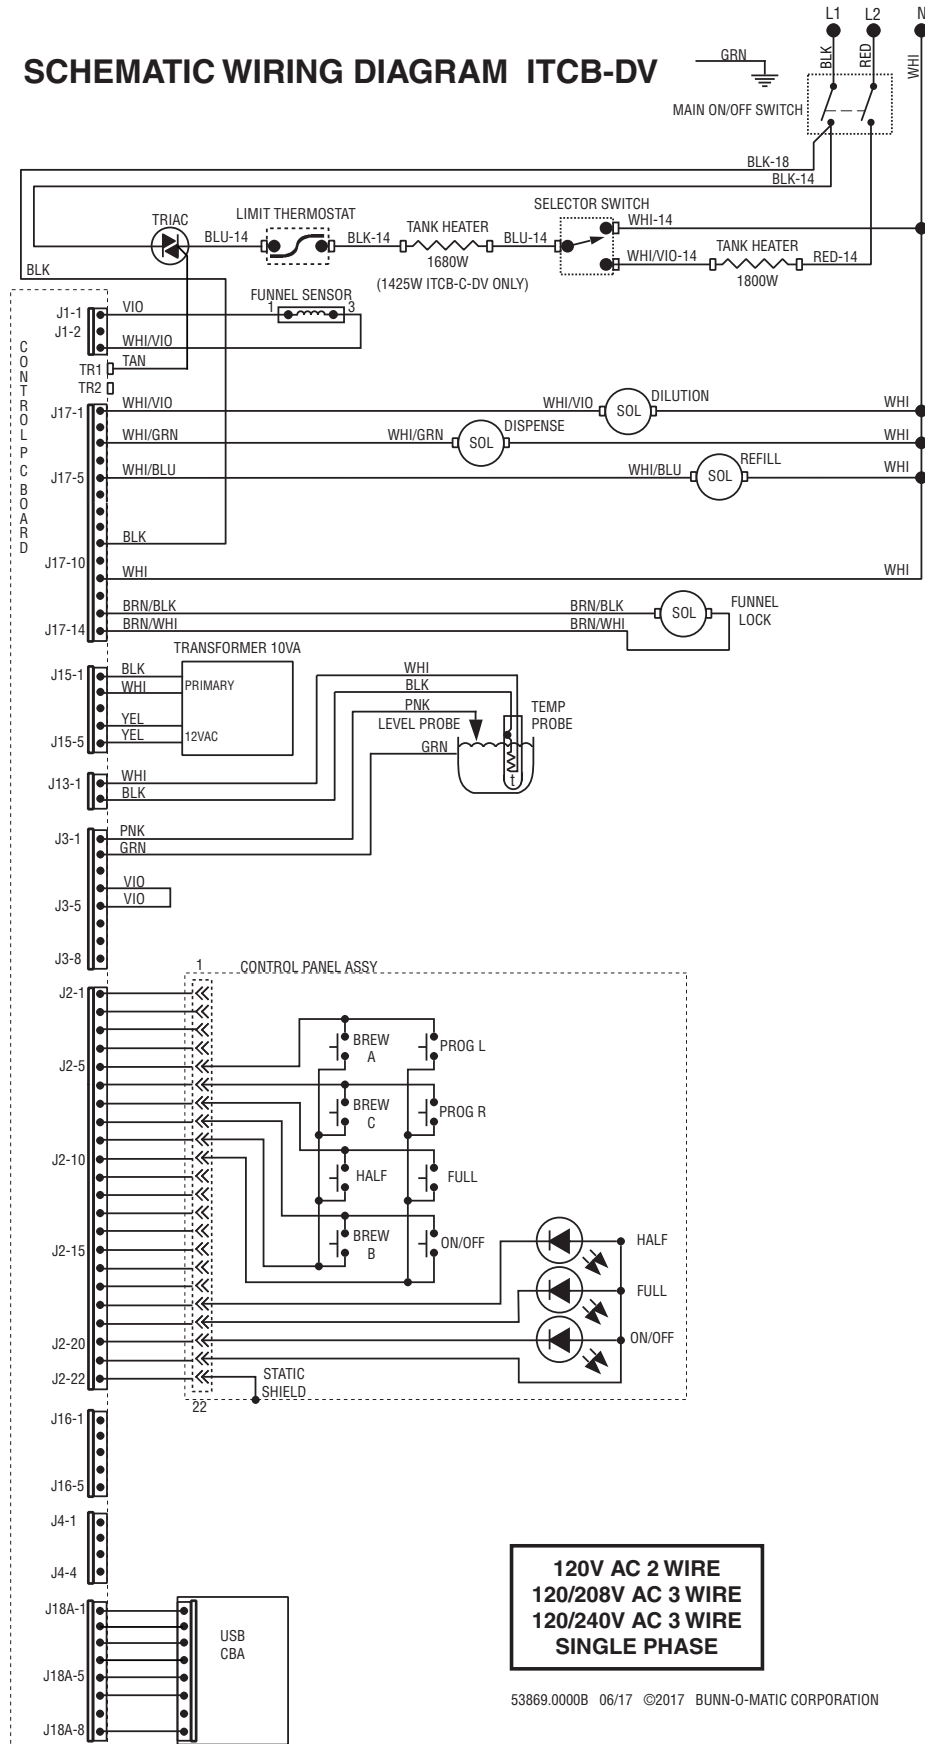 L1 L2 N
SCHEMATIC WIRING DIAGRAM ITCB-DV
GRN
BLK
RED
WHI
MAIN ON/OFF SWITCH
BLK-18
BLK-14
TRIAC
LIMIT THERMOSTAT
SELECTOR SWITCH
BLU-14
BLK-14
TANK HEATER
1680W
(1425W ITCB-C-DV ONLY)
BLU-14
WHI-14
WHI/VIO-14
TANK HEATER
1800W
RED-14
BLK
FUNNEL SENSOR
1 3
CONTROL PC BOARD
J1-1 VIO
J1-2
WHI/VIO
TR1 TAN
TR2
J17-1 WHI/VIO WHI/VIO SOL DILUTION WHI
WHI/GRN WHI/GRN SOL DISPENSE WHI
J17-5 WHI/BLU WHI/BLU SOL REFILL WHI
BLK
J17-10
WHI WHI
BRN/BLK BRN/BLK SOL FUNNEL
LOCK
J17-14 BRN/WHI BRN/WHI
TRANSFORMER 10VA
J15-1 BLK
WHI PRIMARY
YEL
J15-5 YEL 12VAC
WHI
BLK
PNK
LEVEL PROBE
GRN
TEMP
PROBE
t
J13-1 WHI
BLK
J3-1 PNK
GRN
VIO
J3-5 VIO
J3-8
1 CONTROL PANEL ASSY
J2-1
J2-5
J2-10
J2-15
J2-20
J2-22
BREW
A
PROG L
BREW
C
PROG R
HALF
FULL
BREW
B
ON/OFF
HALF
FULL
ON/OFF
STATIC
SHIELD
22
J16-1
J16-5
J4-1
J4-4
J18A-1
J18A-5
J18A-8
USB
CBA
120V AC 2 WIRE
120/208V AC 3 WIRE
120/240V AC 3 WIRE
SINGLE PHASE
53869.0000B 06/17 ©2017 BUNN-O-MATIC CORPORATION